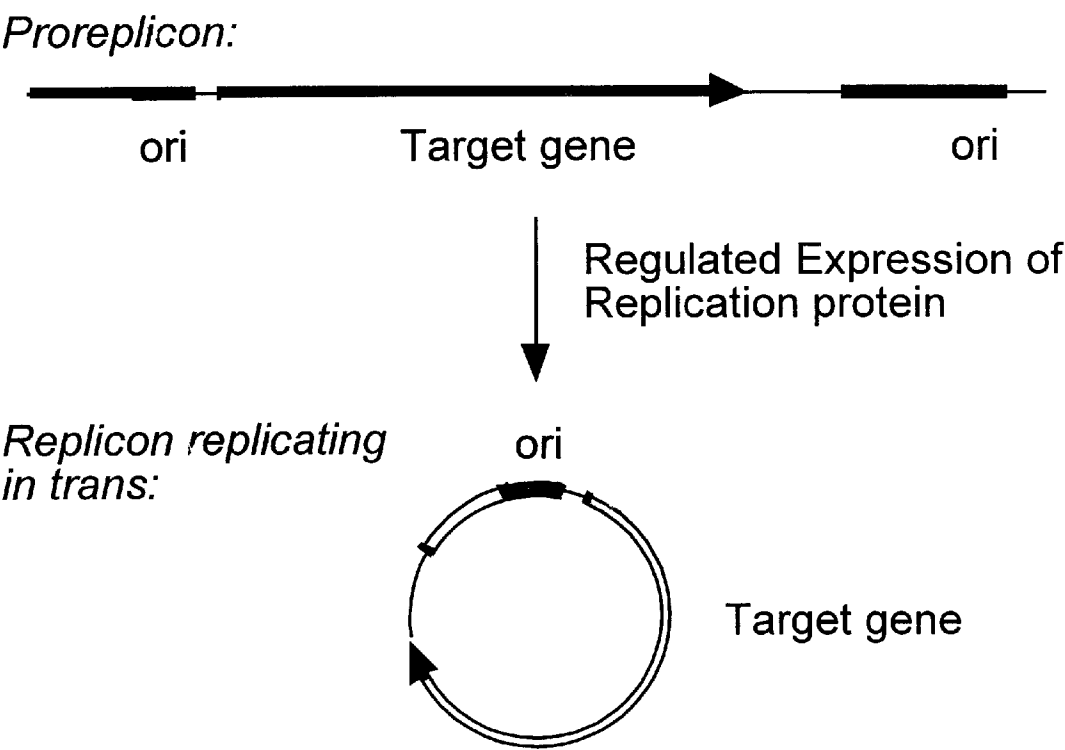 Proreplicon:
ori Target gene ori
Regulated Expression of
Replication protein
Replicon replicating
in trans:
ori
Target gene